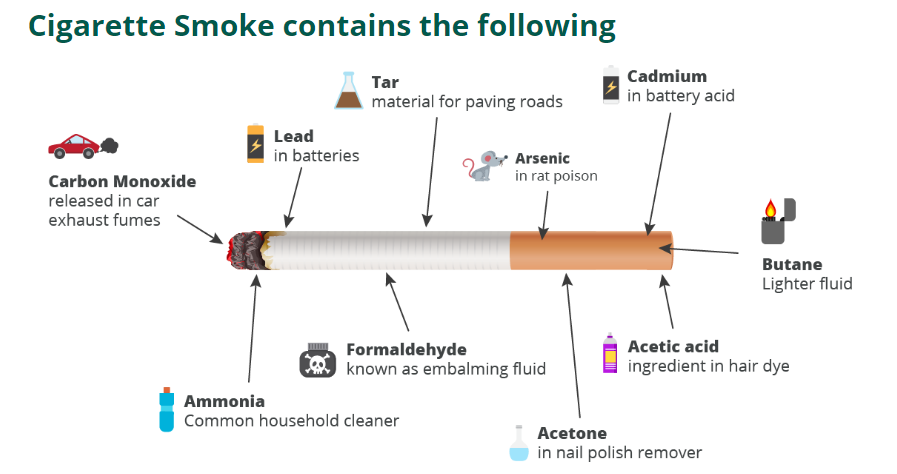 Cigarette Smoke contains the following
Tar
material for paving roads
Cadmium
in battery acid
Lead
in batteries
Arsenic
in rat poison
Carbon Monoxide
released in car
exhaust fumes
Butane
Lighter fluid
Formaldehyde
known as embalming fluid
Acetic acid
ingredient in hair dye
Ammonia
Common household cleaner
Acetone
in nail polish remover